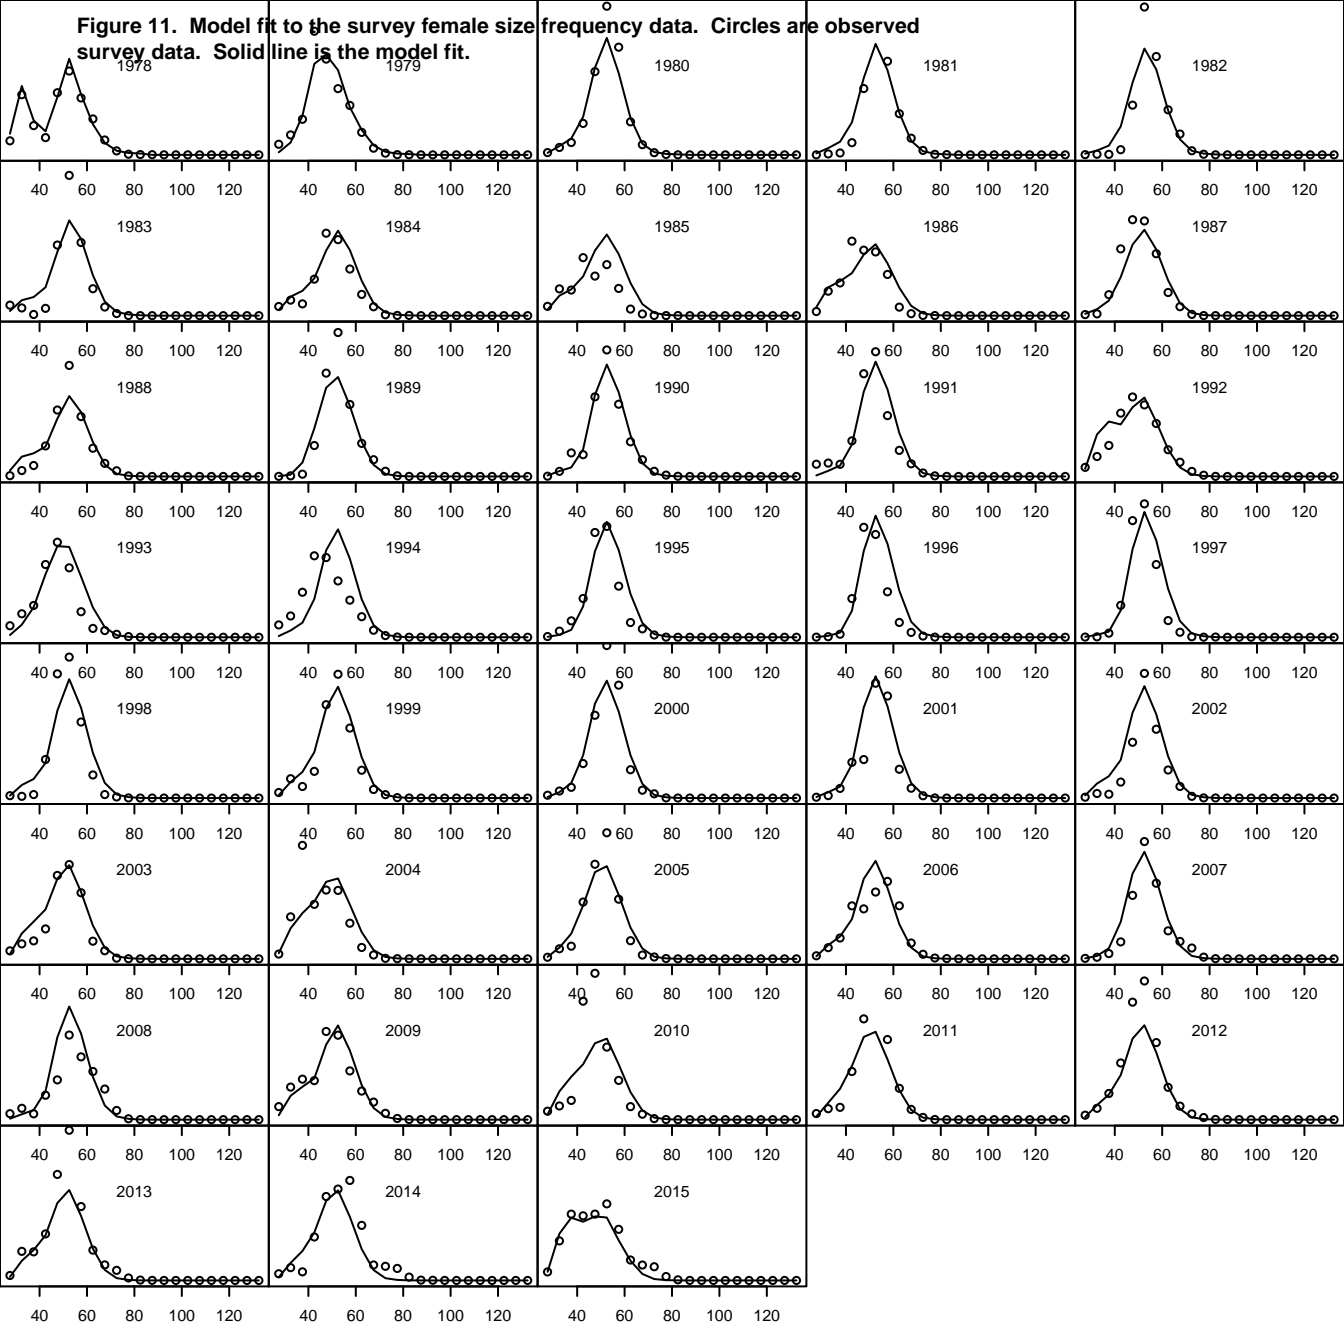 Figure 11.  Model fit to the survey female size frequency data.  Circles are observed
survey data.  Solid line is the model fit.
1978 1979 1980 1981 1982
40 60 80 100 120 40 60 80 100 120 40 60 80 100 120 40 60 80 100 120 40 60 80 100 120
1983 1984 1985 1986 1987
40 60 80 100 120 40 60 80 100 120 40 60 80 100 120 40 60 80 100 120 40 60 80 100 120
1988 1989 1990 1991 1992
40 60 80 100 120 40 60 80 100 120 40 60 80 100 120 40 60 80 100 120 40 60 80 100 120
1993 1994 1995 1996 1997
40 60 80 100 120 40 60 80 100 120 40 60 80 100 120 40 60 80 100 120 40 60 80 100 120
1998 1999 2000 2001 2002
40 60 80 100 120 40 60 80 100 120 40 60 80 100 120 40 60 80 100 120 40 60 80 100 120
2003 2004 2005 2006 2007
40 60 80 100 120 40 60 80 100 120 40 60 80 100 120 40 60 80 100 120 40 60 80 100 120
2008 2009 2010 2011 2012
40 60 80 100 120 40 60 80 100 120 40 60 80 100 120 40 60 80 100 120 40 60 80 100 120
2013 2014 2015
40 60 80 100 120 40 60 80 100 120 40 60 80 100 120